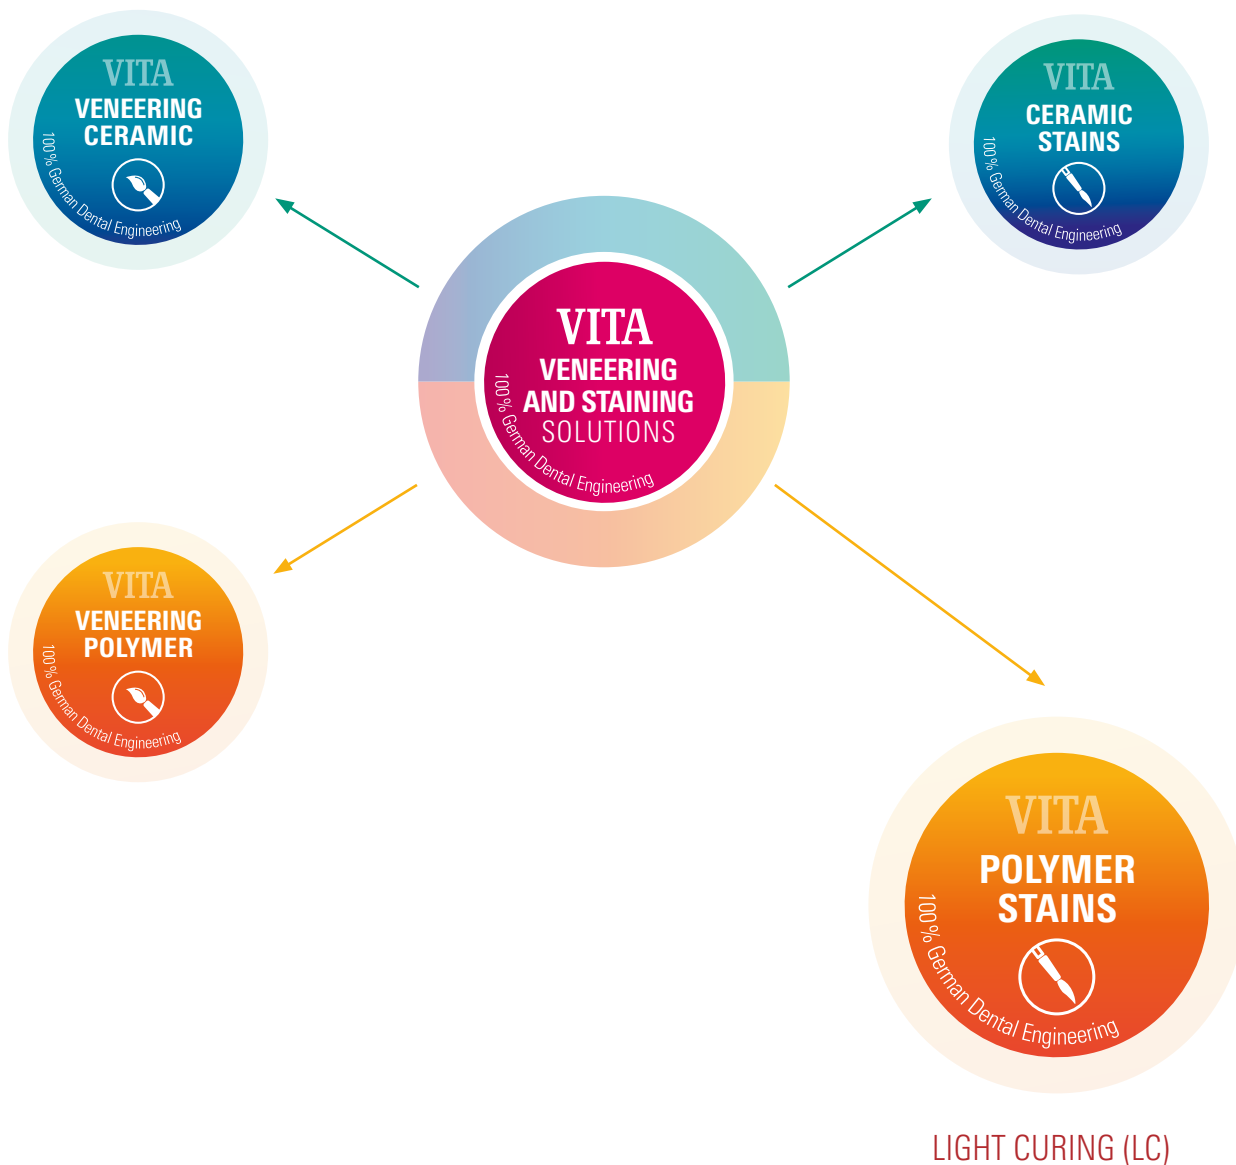 VITA
VENEERING
CERAMIC
100% German Dental Engineering
VITA
CERAMIC
STAINS
100% German Dental Engineering
VITA
VENEERING
AND STAINING
SOLUTIONS
100% German Dental Engineering
VITA
VENEERING
POLYMER
100% German Dental Engineering
VITA
POLYMER
STAINS
100% German Dental Engineering
LIGHT CURING (LC)